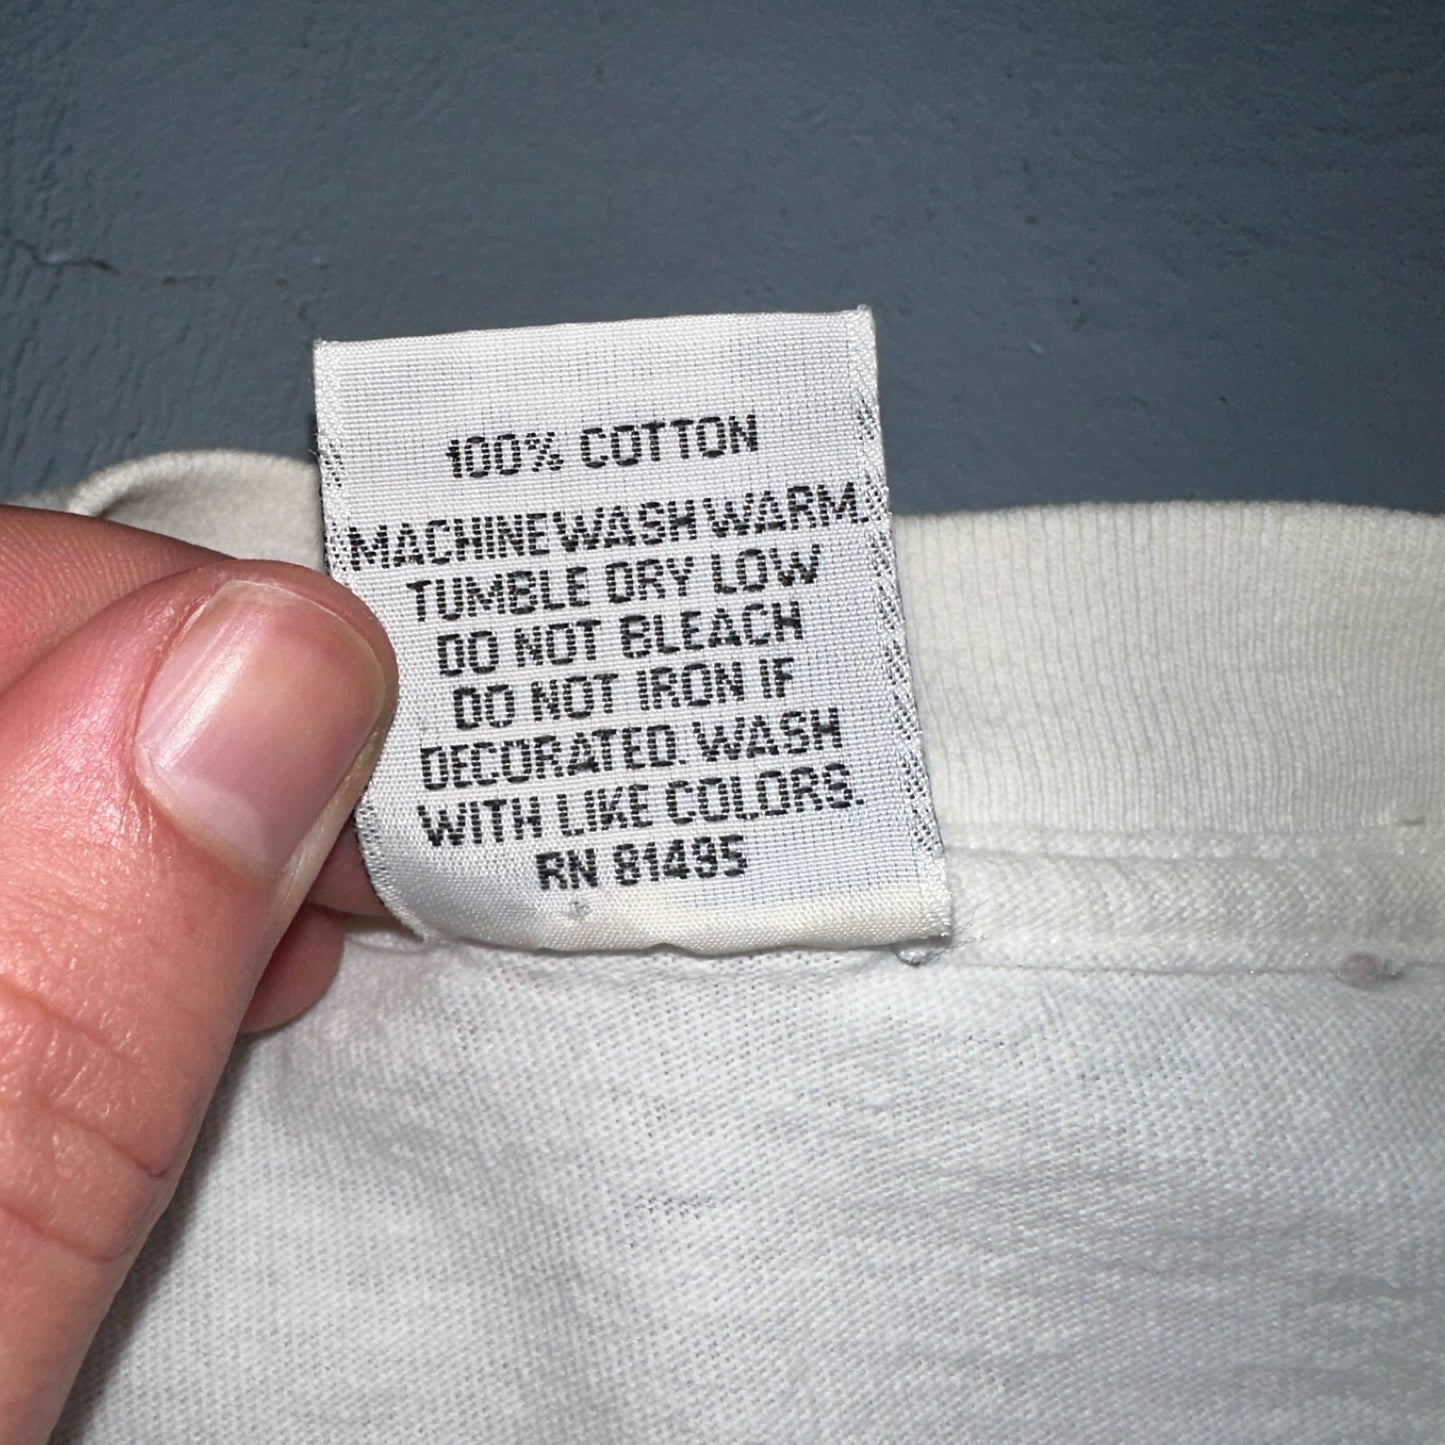 100% COTTON
MACHINE WASH WARM.
TUMBLE DRY LOW
DO NOT BLEACH
DO NOT IRON IF
DECORATED. WASH
WITH LIKE COLORS.
RN 81495